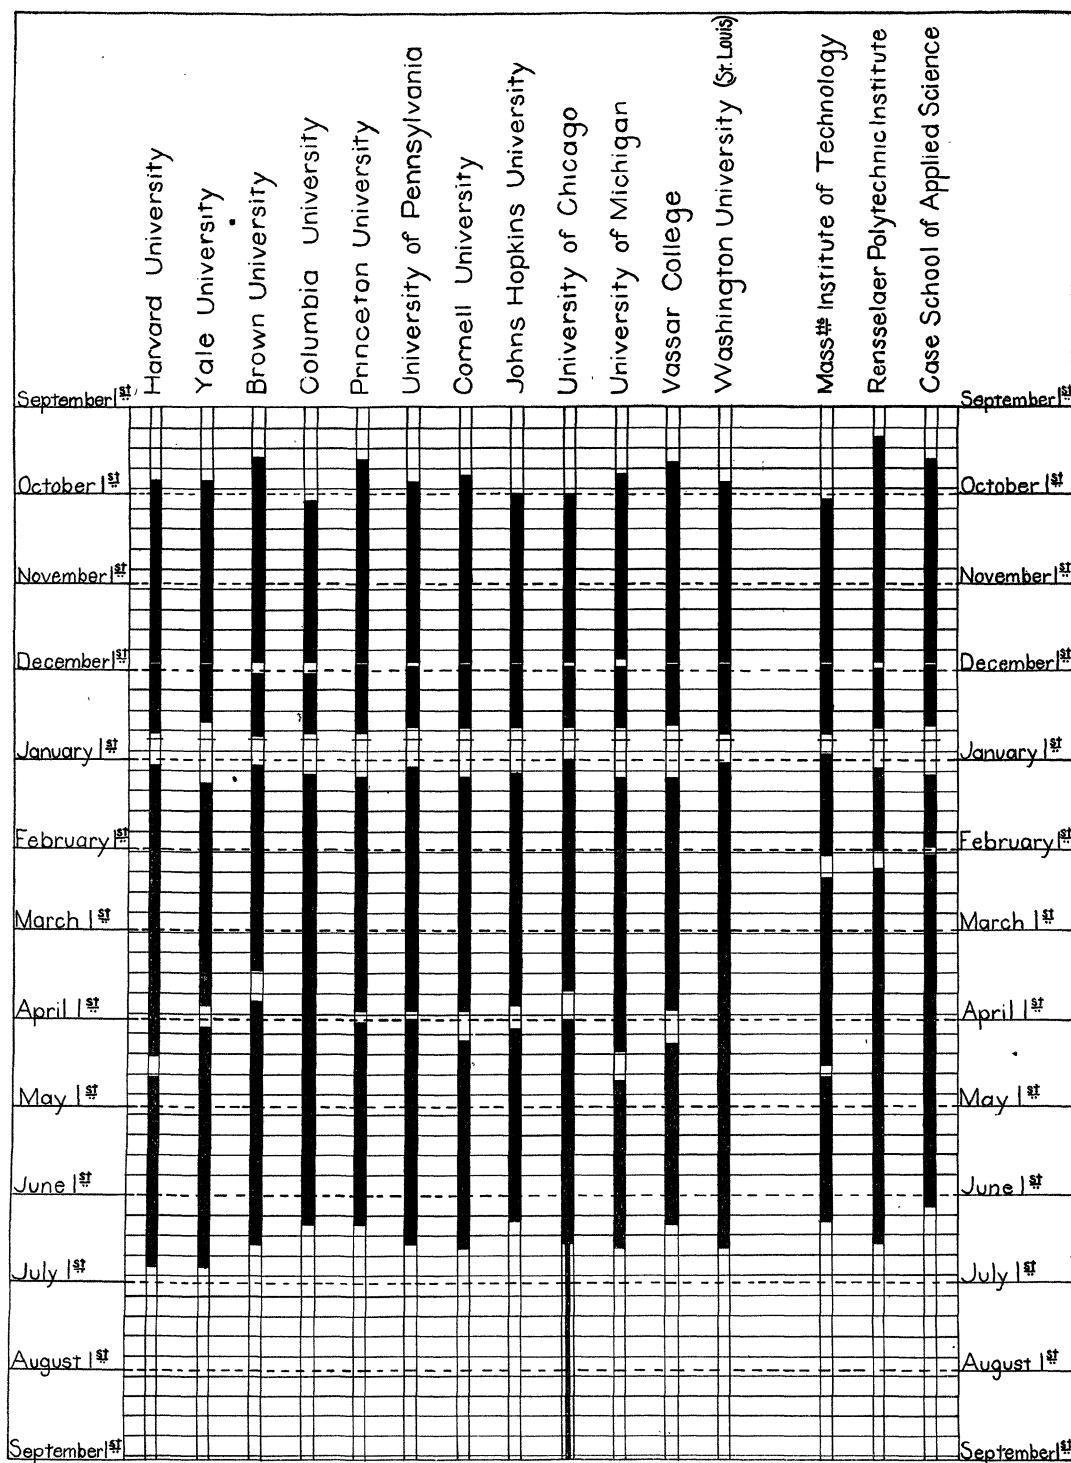 Harvard University
Yale University
Brown University
Columbia University
Princeton University
University of Pennsylvania
Cornell University
Johns Hopkins University
University of Chicago
University of Michigan
Vassar College
Washington University (St. Louis)
Mass tts Institute of Technology
Rensselaer Polytechnic Institute
Case School of Applied Science
September 1st September 1st
October 1st October 1st
November 1st November 1st
December 1st December 1st
January 1st January 1st
February 1st February 1st
March 1st March 1st
April 1st April 1st
May 1st May 1st
June 1st June 1st
July 1st July 1st
August 1st August 1st
September 1st September 1st